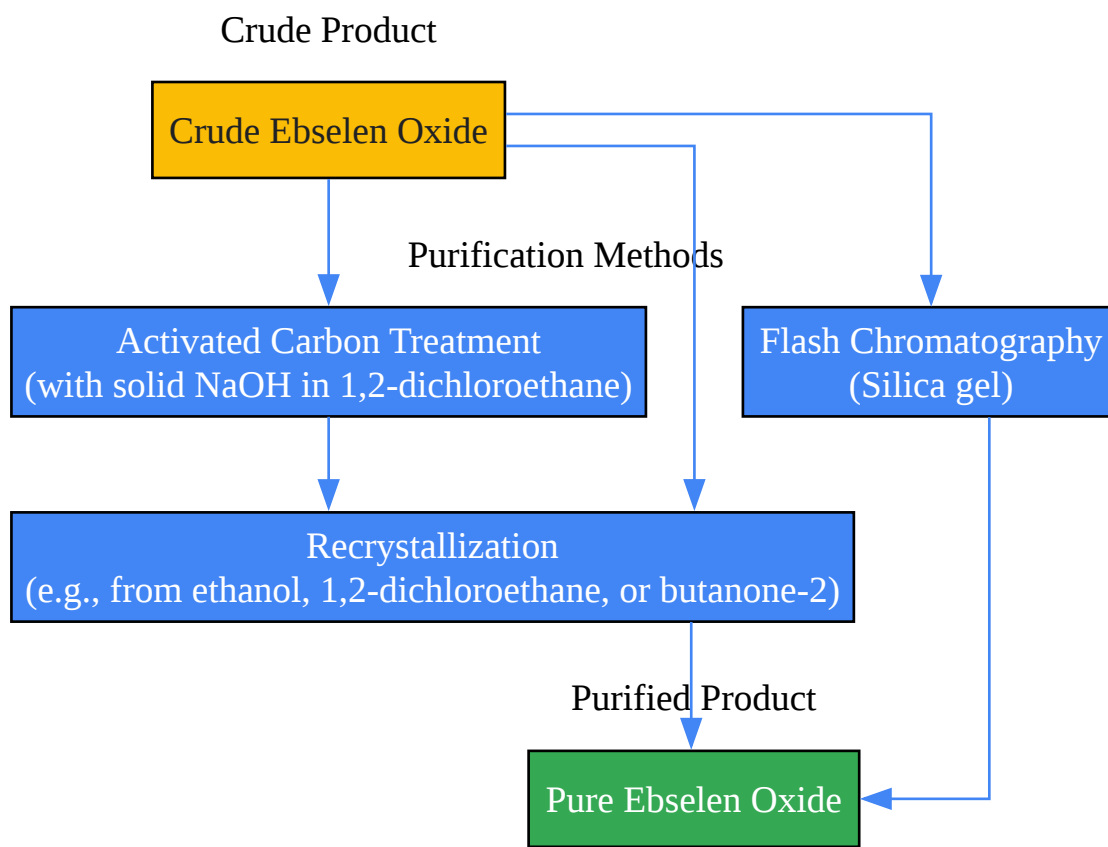 Crude Product
Crude Ebselen Oxide
Purification Methods
Activated Carbon Treatment
(with solid NaOH in 1,2-dichloroethane)
Flash Chromatography
(Silica gel)
Recrystallization
(e.g., from ethanol, 1,2-dichloroethane, or butanone-2)
Purified Product
Pure Ebselen Oxide